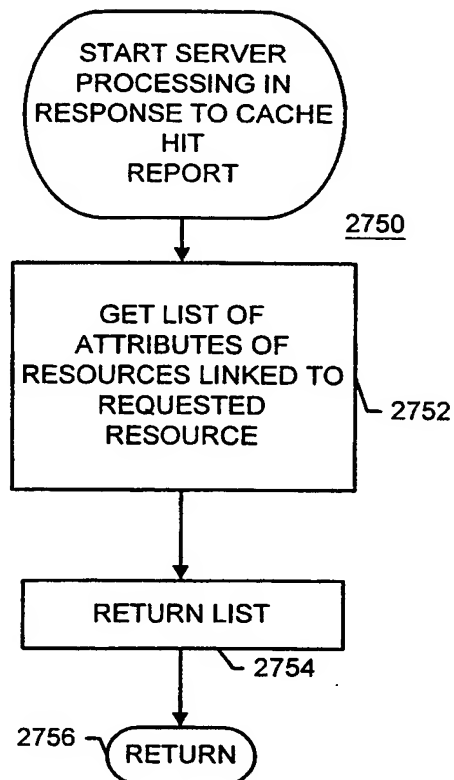 START SERVER
PROCESSING IN
RESPONSE TO CACHE
HIT
REPORT
2750
GET LIST OF
ATTRIBUTES OF
RESOURCES LINKED TO
REQUESTED
RESOURCE
2752
RETURN LIST
2754
2756
RETURN